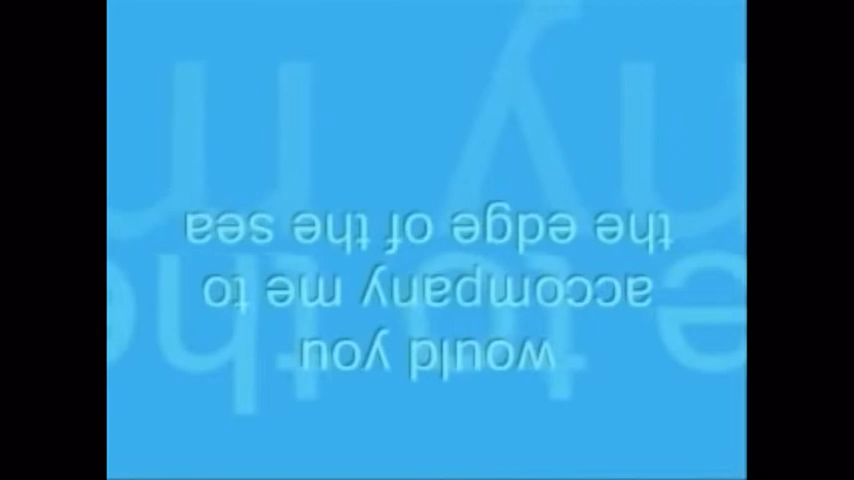 would you
accompany me to
the edge of the sea